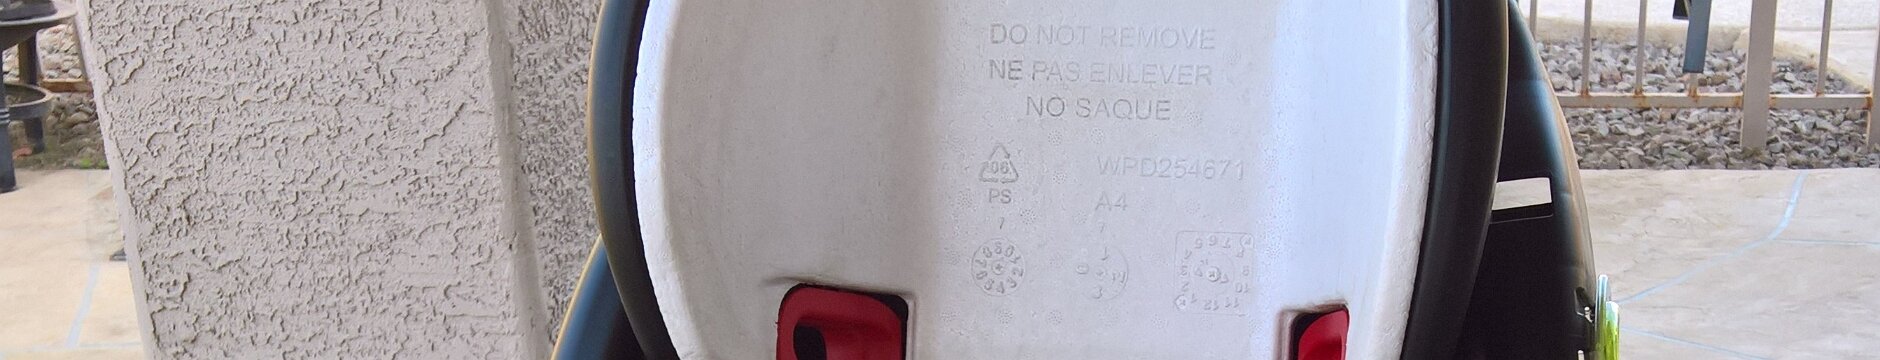 DO NOT REMOVE
NE PAS ENLEVER
NO SAQUE
06
PS
WPD254671
A4